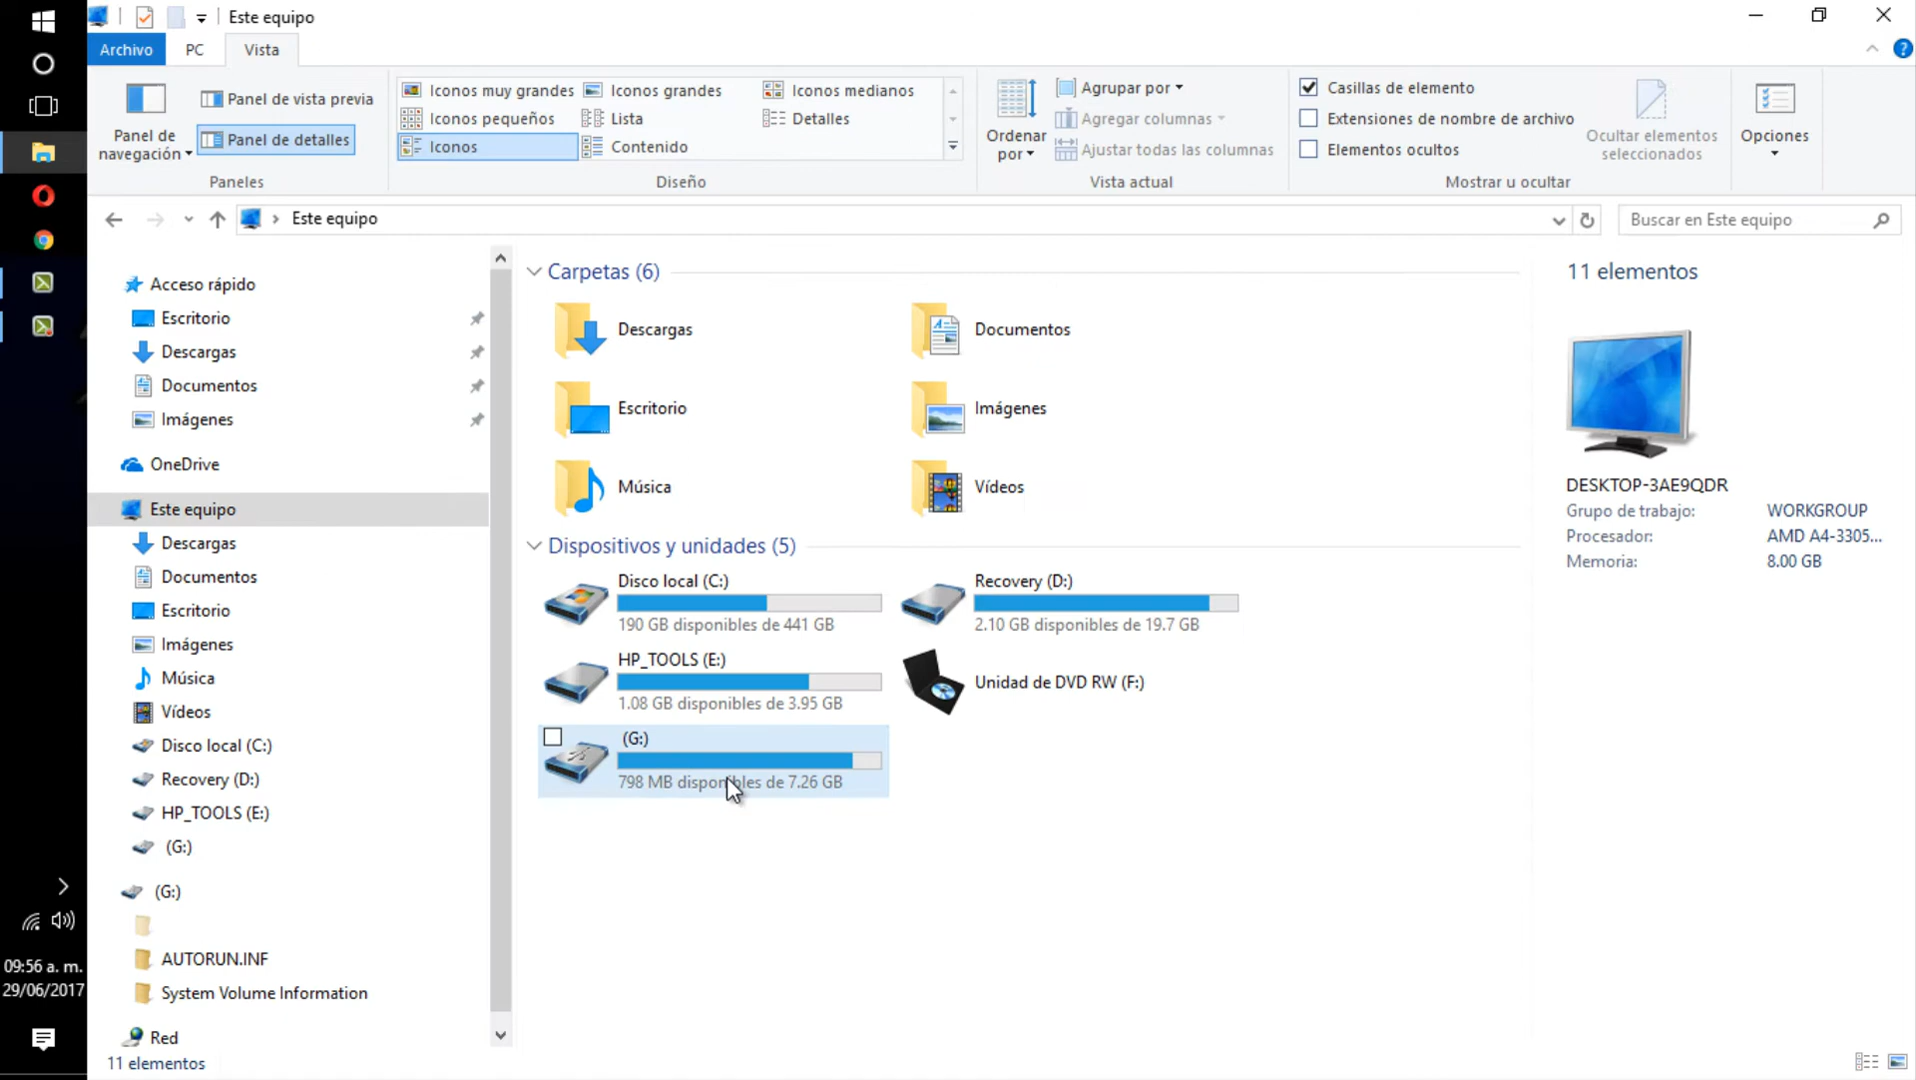 Este equipo
Archivo PC Vista
Panel de navegación
Panel de vista previa
Panel de detalles
Paneles
Iconos muy grandes Iconos grandes Iconos medianos
Iconos pequeños Lista Detalles
Iconos Contenido
Diseño
Ordenar por
Agrupar por
Agregar columnas
Ajustar todas las columnas
Vista actual
Casillas de elemento
Extensiones de nombre de archivo
Elementos ocultos
Ocultar elementos seleccionados
Mostrar u ocultar
Opciones
Este equipo
Buscar en Este equipo
Acceso rápido
Escritorio
Descargas
Documentos
Imágenes
OneDrive
Este equipo
Descargas
Documentos
Escritorio
Imágenes
Música
Vídeos
Disco local (C:)
Recovery (D:)
HP_TOOLS (E:)
(G:)
(G:)
AUTORUN.INF
System Volume Information
Red
11 elementos
Carpetas (6)
Descargas
Documentos
Escritorio
Imágenes
Música
Vídeos
Dispositivos y unidades (5)
Disco local (C:)
190 GB disponibles de 441 GB
Recovery (D:)
2.10 GB disponibles de 19.7 GB
HP_TOOLS (E:)
1.08 GB disponibles de 3.95 GB
Unidad de DVD RW (F:)
(G:)
798 MB disponibles de 7.26 GB
11 elementos
DESKTOP-3AE9QDR
Grupo de trabajo: WORKGROUP
Procesador: AMD A4-3305...
Memoria: 8.00 GB
09:56 a. m.
29/06/2017